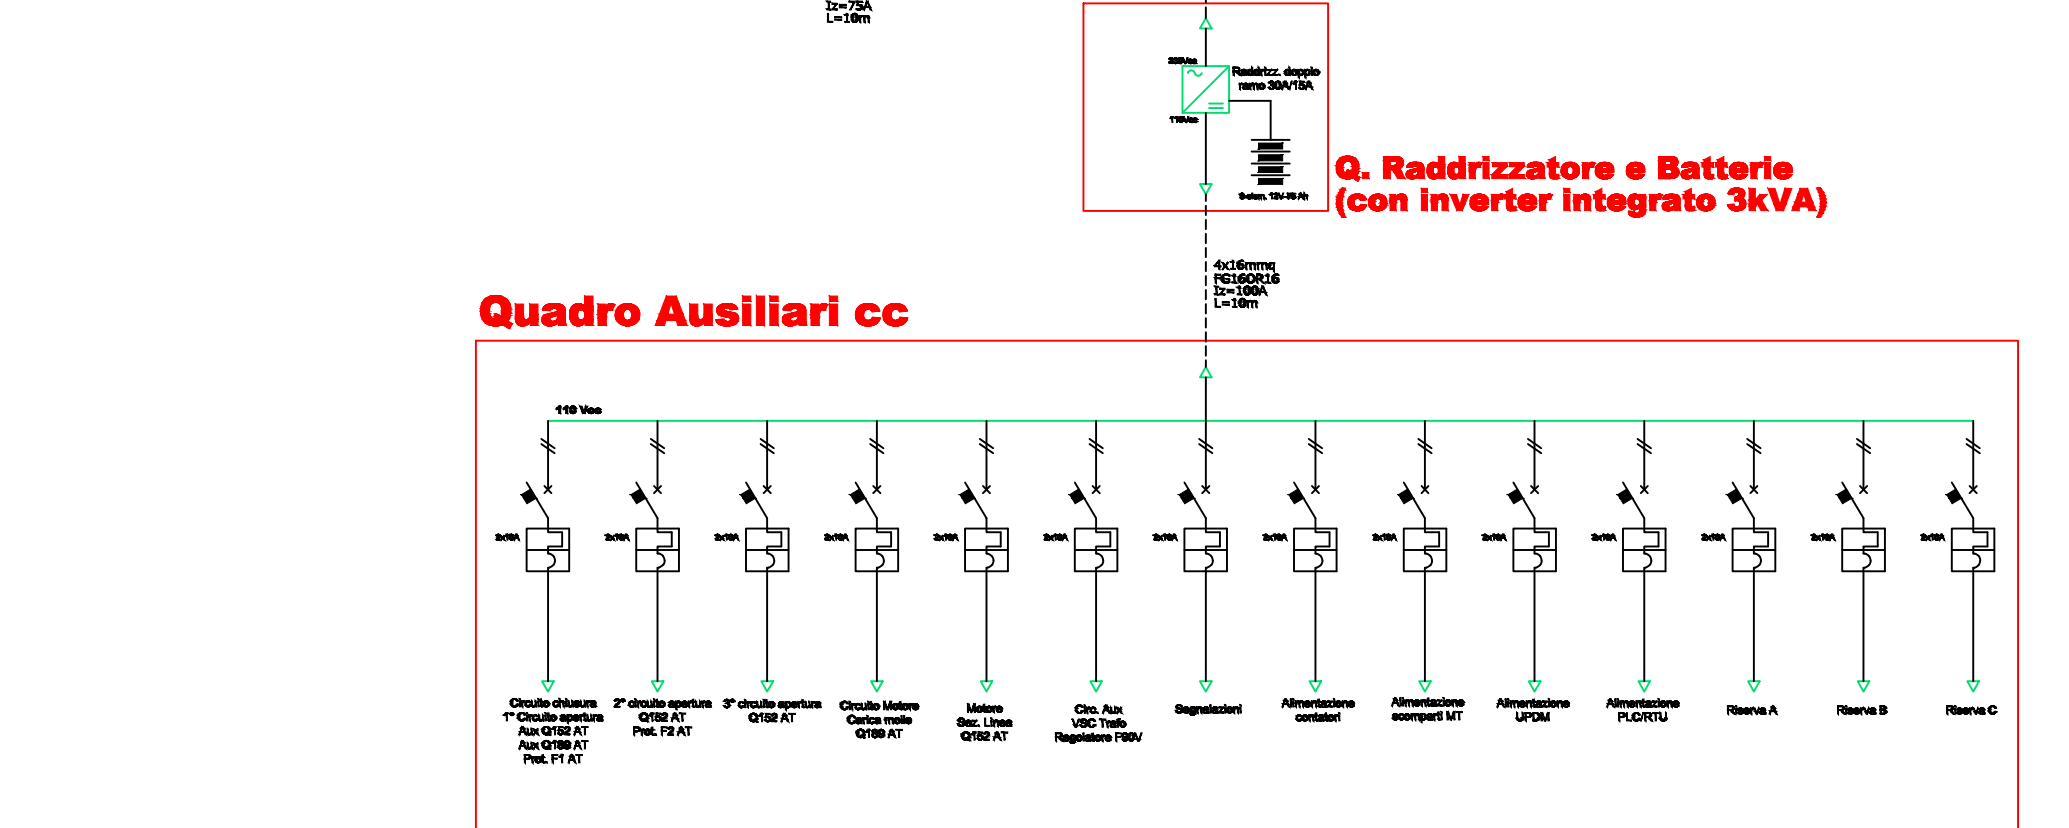 Iz=75A
L=10m
Raddrizz. doppio
ramo 30A/15A
Q. Raddrizzatore e Batterie
(con inverter integrato 3kVA)
4x16mmq
FG16OR16
Iz=100A
L=10m
Quadro Ausiliari cc
110 Vcc
Circuito chiusura
1° Circuito apertura
Aux Q152 AT
Aux Q189 AT
Prot. F1 AT
2° circuito apertura
Q152 AT
Prot. F2 AT
3° circuito apertura
Q152 AT
Circuito Motore
Carica molle
Q189 AT
Motore
Sez. Linea
Q152 AT
Circ. Aux
VSC Trafo
Regolatore F90V
Segnalazioni
Alimentazione
contatori
Alimentazione
scomparti MT
Alimentazione
UPDM
Alimentazione
PLC/RTU
Riserva A
Riserva B
Riserva C